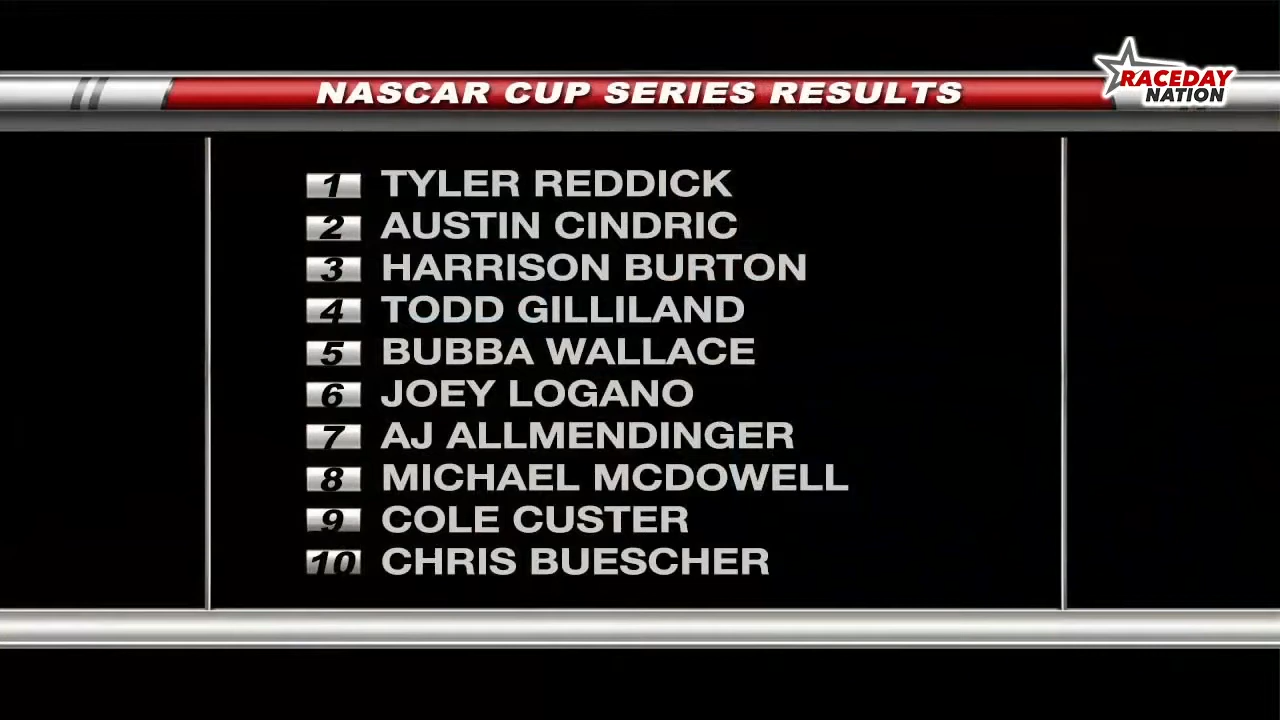 RACEDAY
NATION
NASCAR CUP SERIES RESULTS
1 TYLER REDDICK
2 AUSTIN CINDRIC
3 HARRISON BURTON
4 TODD GILLILAND
5 BUBBA WALLACE
6 JOEY LOGANO
7 AJ ALLMENDINGER
8 MICHAEL MCDOWELL
9 COLE CUSTER
10 CHRIS BUESCHER